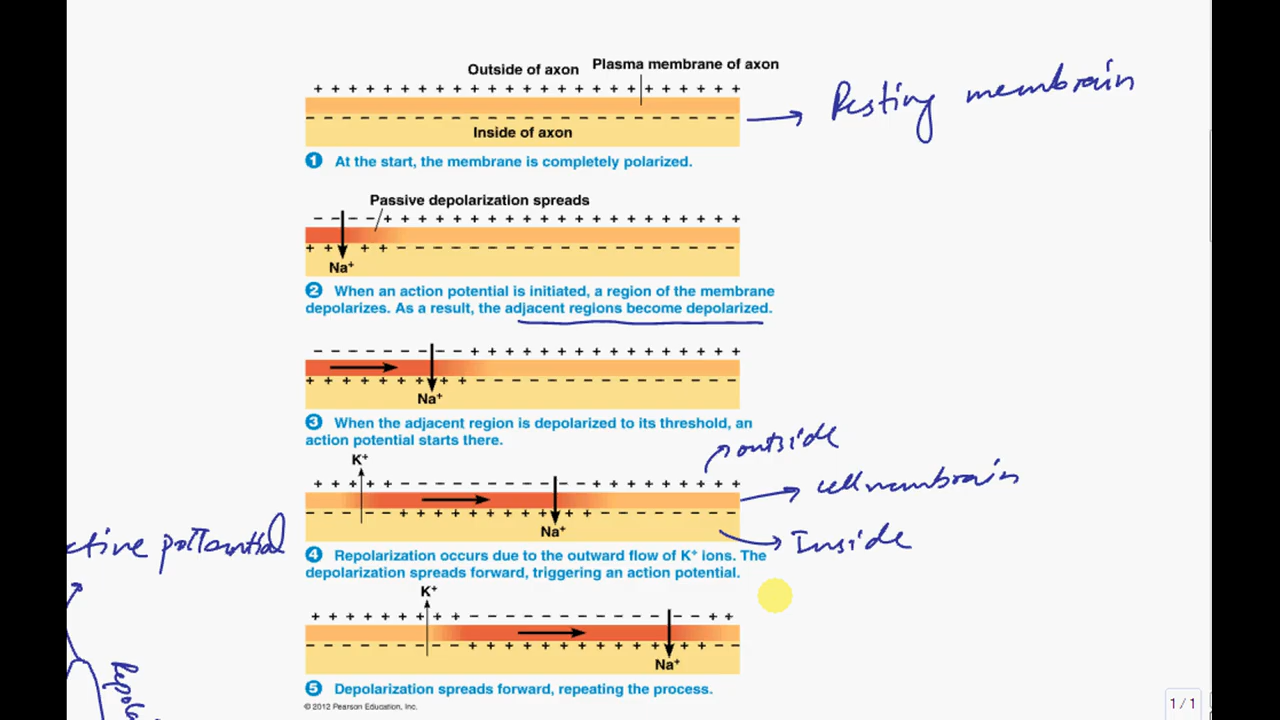 Plasma membrane of axon
Outside of axon
+ + + + + + + + + + + + + + + + + + + + + + + +
Resting membrain
Inside of axon
1 At the start, the membrane is completely polarized.
Passive depolarization spreads
Na+
2 When an action potential is initiated, a region of the membrane
depolarizes. As a result, the adjacent regions become depolarized.
Na+
3 When the adjacent region is depolarized to its threshold, an
action potential starts there.
outside
K+
cell membrain
Na+
Inside
ctive pottential
4 Repolarization occurs due to the outward flow of K+ ions. The
depolarization spreads forward, triggering an action potential.
K+
Na+
5 Depolarization spreads forward, repeating the process.
© 2012 Pearson Education, Inc.
1 / 1